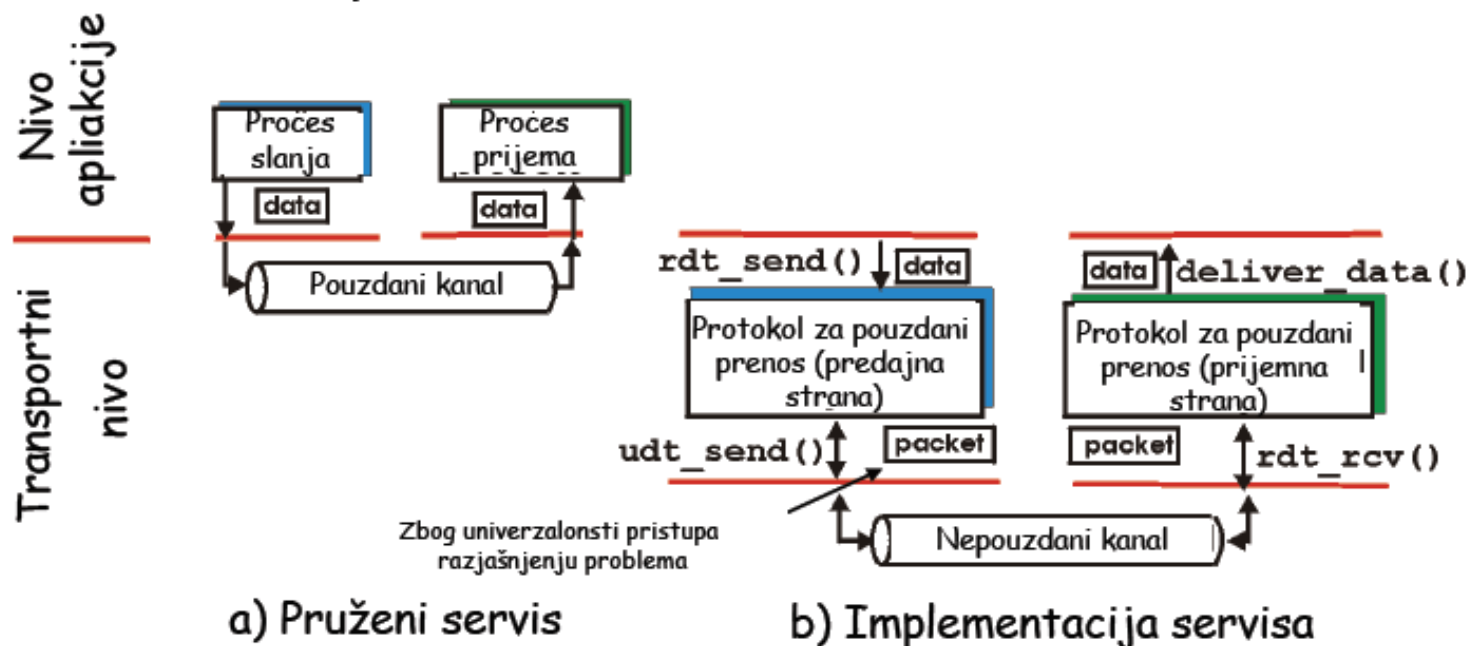 Nivo
apliakcije
Transportni
nivo
Proces
slanja
data
Proces
prijema
data
Pouzdani kanal
a) Pruženi servis
rdt_send()
data
data
deliver_data()
Protokol za pouzdani
prenos (predajna
strana)
Protokol za pouzdani
prenos (prijemna
strana)
udt_send()
packet
packet
rdt_rcv()
Zbog univerzalonsti pristupa
razjašnjenju problema
Nepouzdani kanal
b) Implementacija servisa